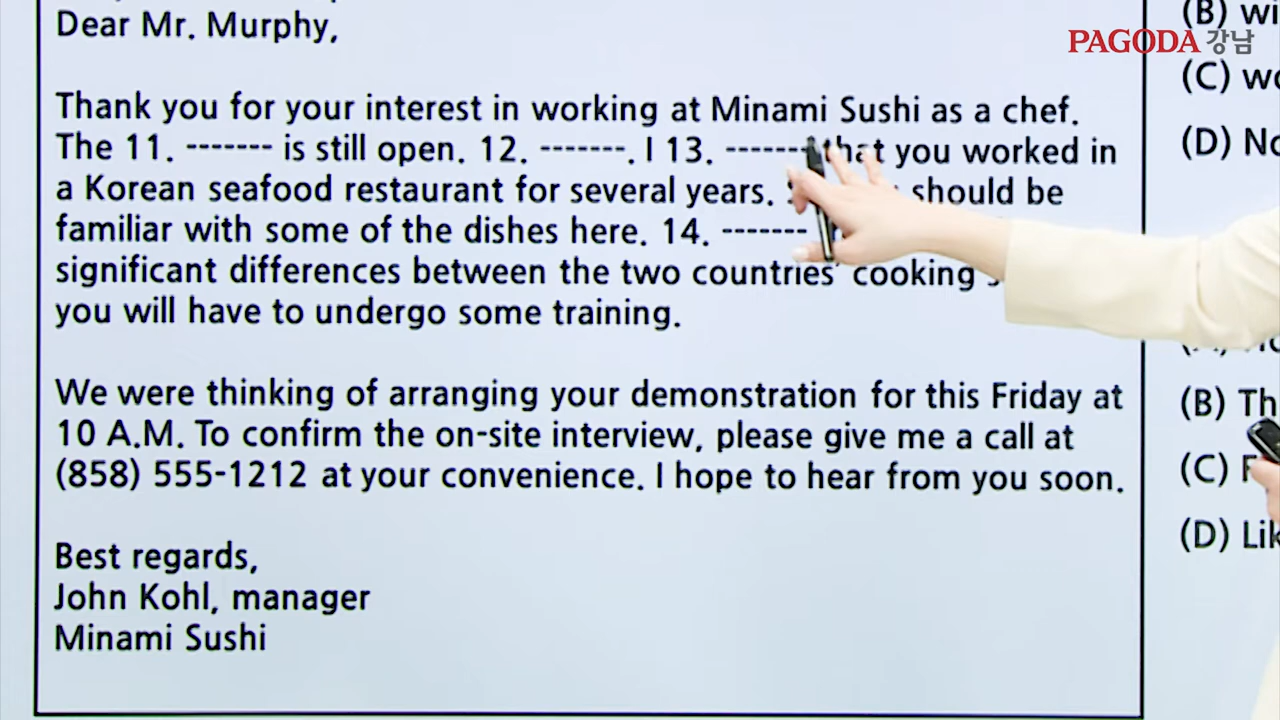 Dear Mr. Murphy,
Thank you for your interest in working at Minami Sushi as a chef.
The 11. ------- is still open. 12. -------. I 13. ------- that you worked in
a Korean seafood restaurant for several years. should be
familiar with some of the dishes here. 14. -------
significant differences between the two countries' cooking
you will have to undergo some training.
We were thinking of arranging your demonstration for this Friday at
10 A.M. To confirm the on-site interview, please give me a call at
(858) 555-1212 at your convenience. I hope to hear from you soon.
Best regards,
John Kohl, manager
Minami Sushi
PAGODA 강남
(B) wi
(C) wo
(D) No
(B) Th
(C) F
(D) Lik